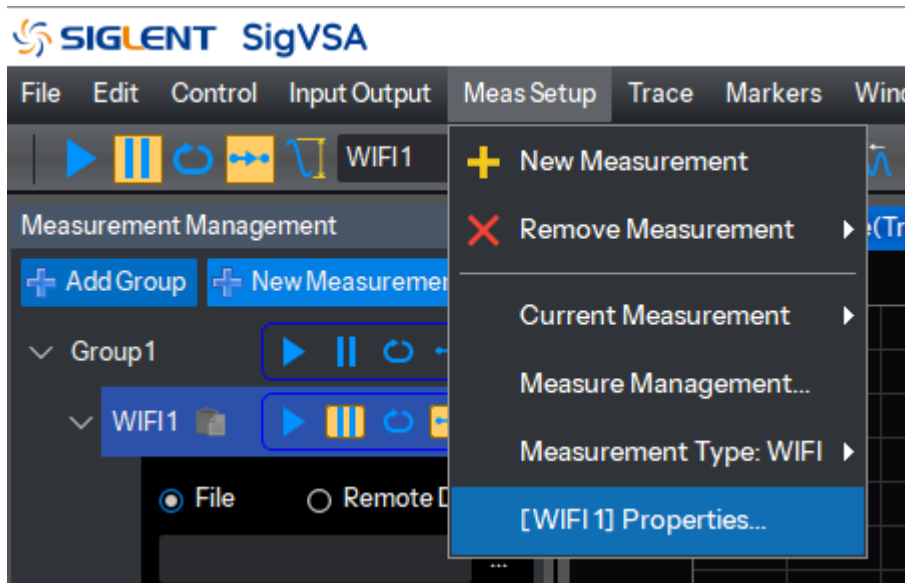 SIGLENT SigVSA
File Edit Control Input Output Meas Setup Trace Markers
WIFI1
New Measurement
Measurement Management
Remove Measurement
Add Group
Current Measurement
Group1
Measure Management...
WIFI1
Measurement Type: WIFI
File
Remote
[WIFI 1] Properties...
...